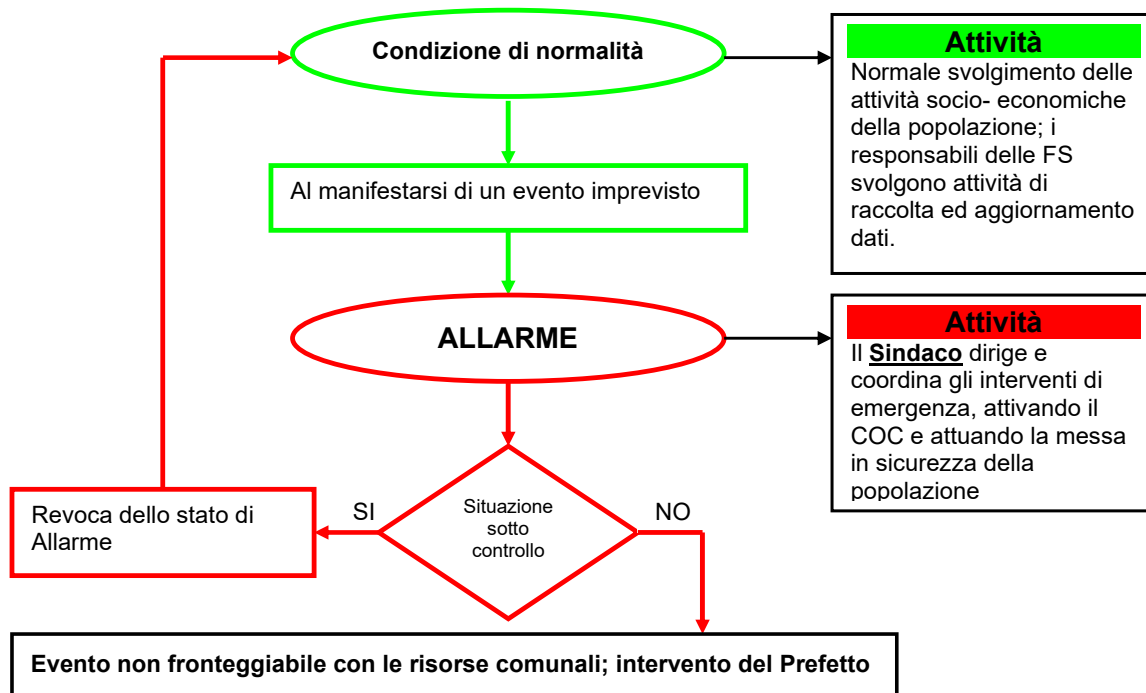 Condizione di normalità
Attività
Normale svolgimento delle
attività socio- economiche
della popolazione; i
responsabili delle FS
svolgono attività di
raccolta ed aggiornamento
dati.
Al manifestarsi di un evento imprevisto
ALLARME
Attività
Il Sindaco dirige e
coordina gli interventi di
emergenza, attivando il
COC e attuando la messa
in sicurezza della
popolazione
Situazione
sotto
controllo
SI
NO
Revoca dello stato di
Allarme
Evento non fronteggiabile con le risorse comunali; intervento del Prefetto